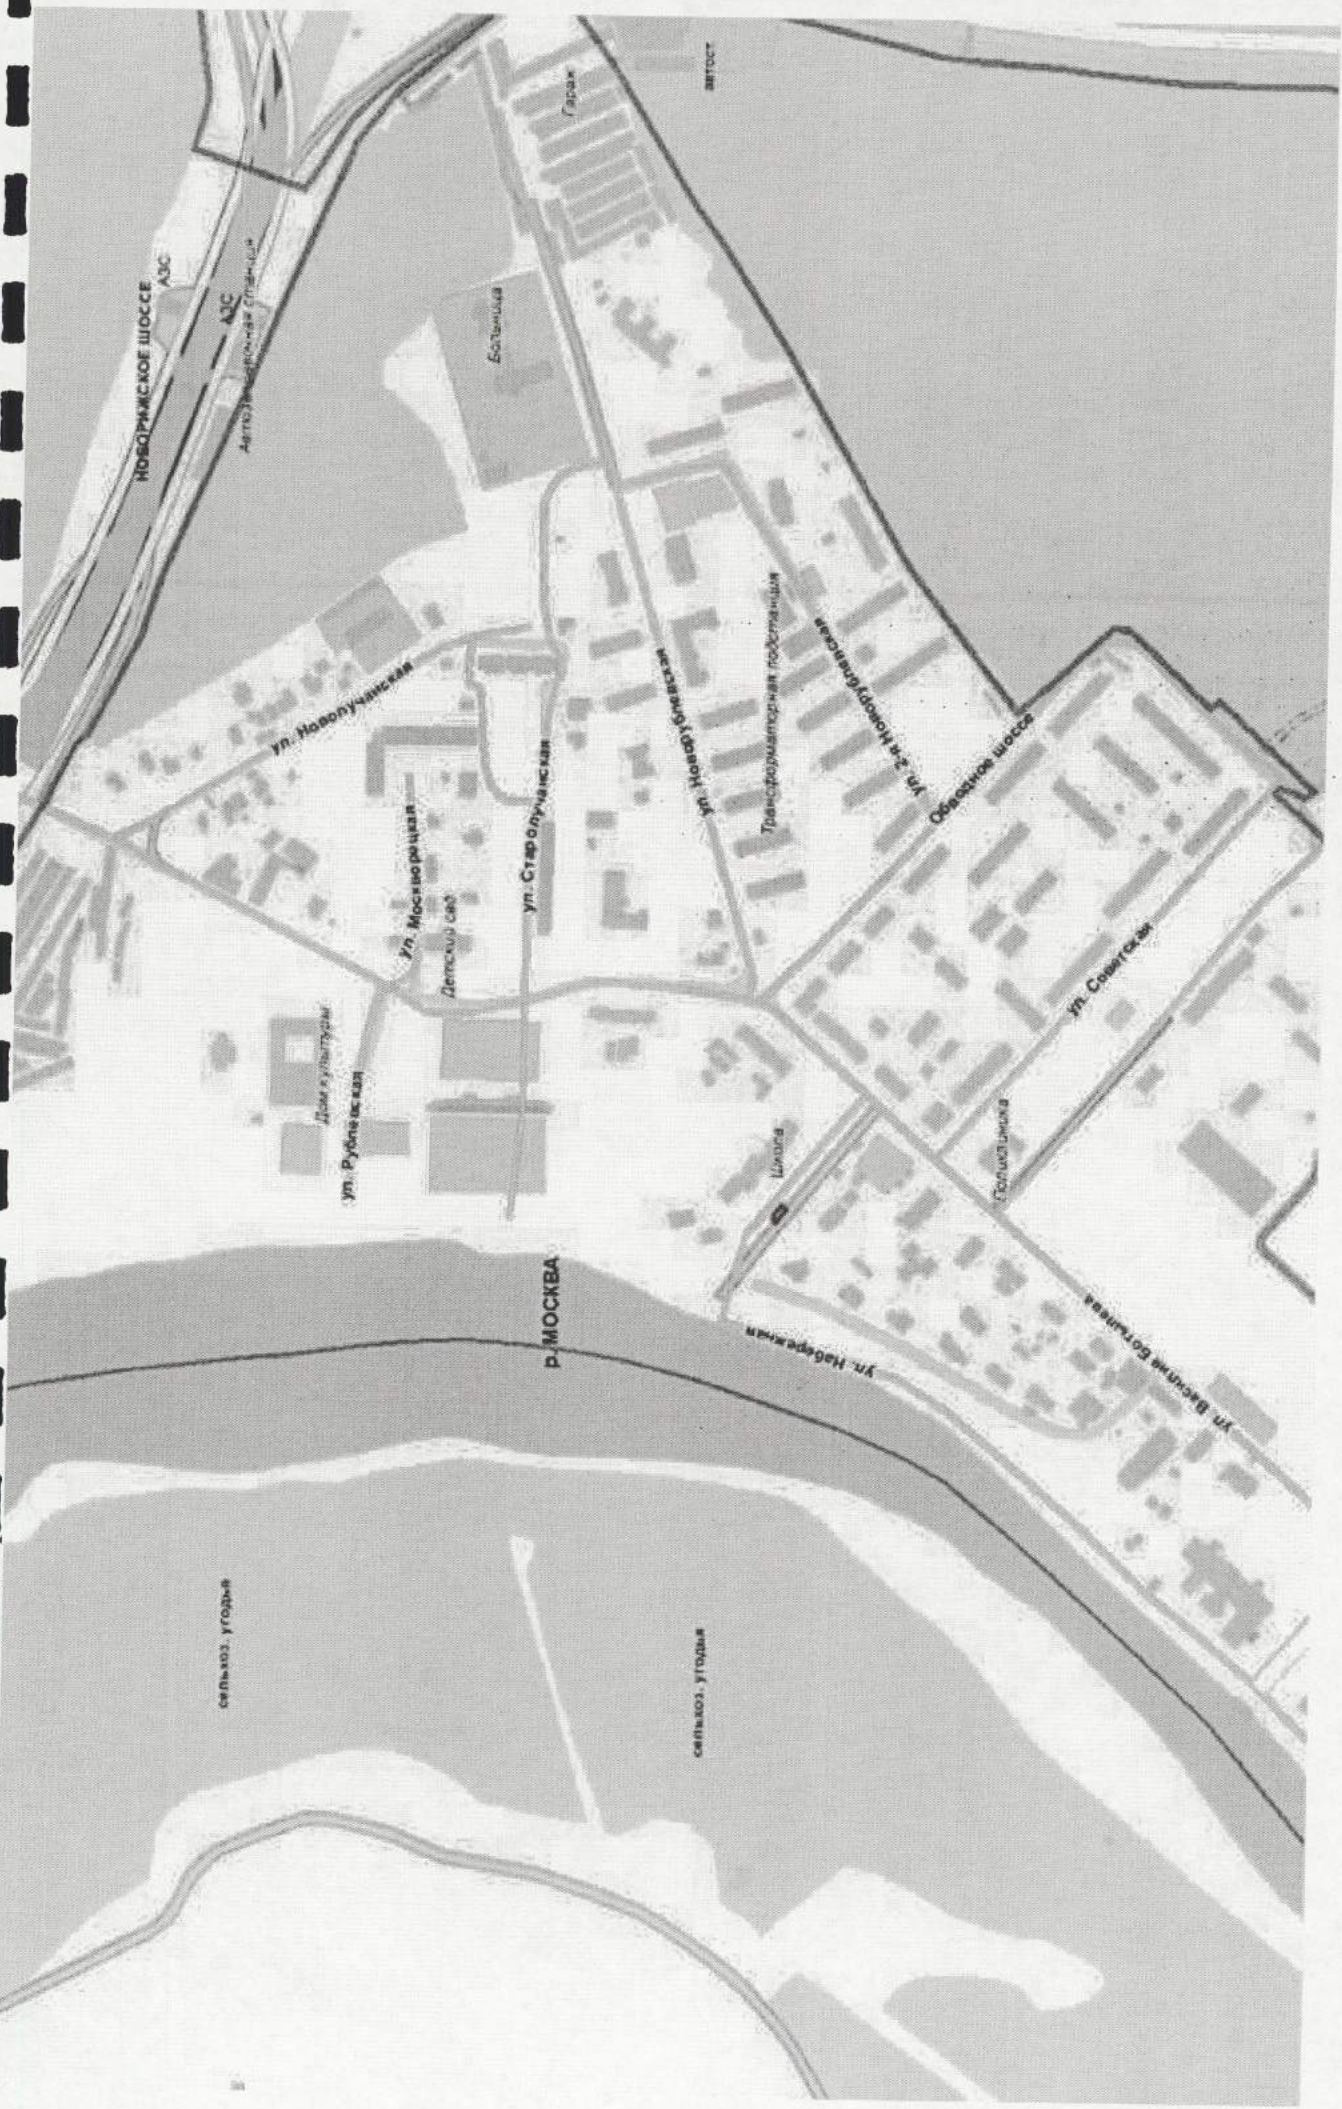 НОВОРИЖСКОЕ ШОССЕ
АЗС
АЗС
Автозаправочная станция
Гараж
автост
Больница
ул. Новолучанская
ул. Москворецкая
Детский сад
ул. Старолучанская
ул. Новорублевская
Трансформаторная подстанция
ул. 2-я Новорублевская
Обводное шоссе
ул. Советская
Дом культуры
ул. Рублевская
Школа
Поликлиника
р. МОСКВА
ул. Набережная
ул. Василия Ботылева
сельхоз. угодья
сельхоз. угодья